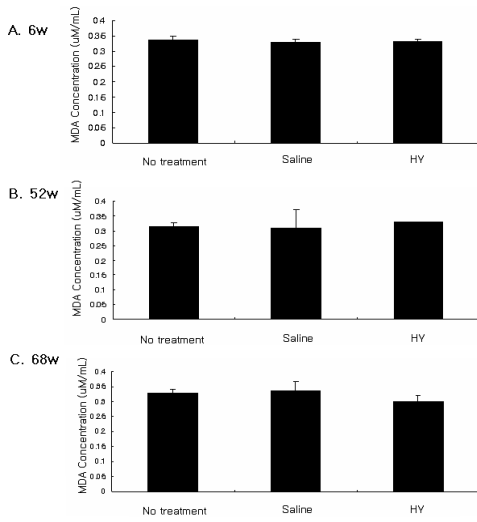 A. 6w
MDA Concentration (uM/mL)
0.4
0.35
0.3
0.25
0.2
0.15
0.1
0.05
0
No treatment
Saline
HY
B. 52w
MDA Concentration (uM/mL)
0.4
0.35
0.3
0.25
0.2
0.15
0.1
0.05
0
No treatment
Saline
HY
C. 68w
MDA Concentration (uM/mL)
0.4
0.35
0.3
0.25
0.2
0.15
0.1
0.05
0
No treatment
Saline
HY